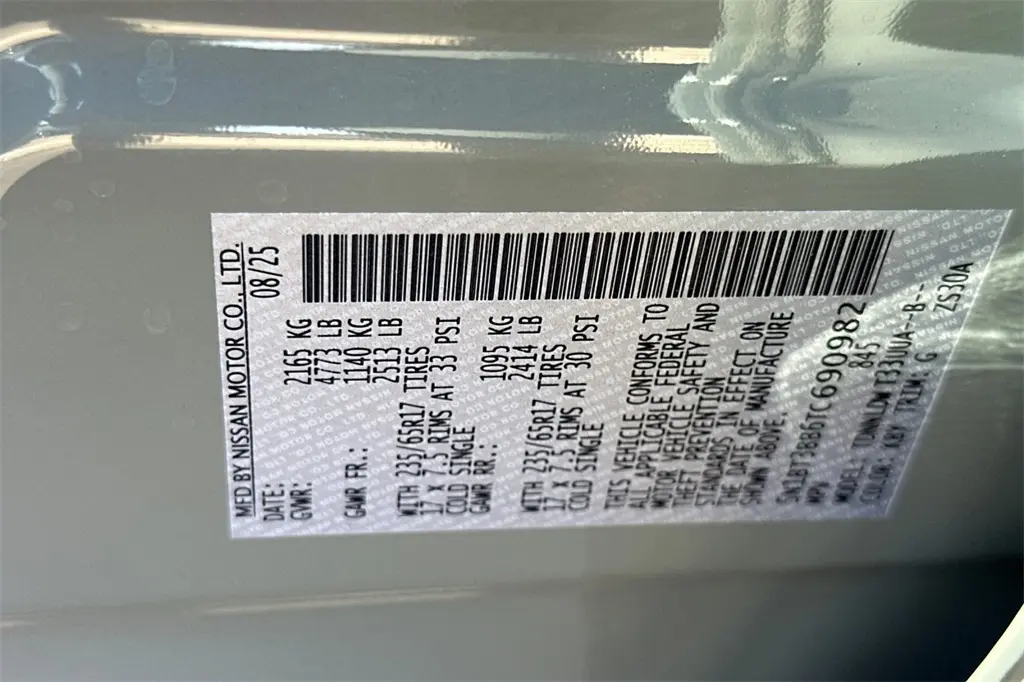 MFD BY NISSAN MOTOR CO., LTD.
DATE: 08/25
GWR: 2165 KG
4773 LB
GAWR FR.: 1140 KG
2513 LB
WITH 235/65R17 TIRES
17 X 7.5 RIMS AT 33 PSI
COLD SINGLE
GAWR RR.: 1095 KG
2414 LB
WITH 235/65R17 TIRES
17 X 7.5 RIMS AT 30 PSI
COLD SINGLE
THIS VEHICLE CONFORMS TO
ALL APPLICABLE FEDERAL
MOTOR VEHICLE SAFETY AND
THEFT PREVENTION
STANDARDS IN EFFECT ON
THE DATE OF MANUFACTURE
SHOWN ABOVE.
5N1BT3BB6TC690982
MPV 845
MODEL: T33JUA--B--
COLOR: KBY TRIM: G ZS30A